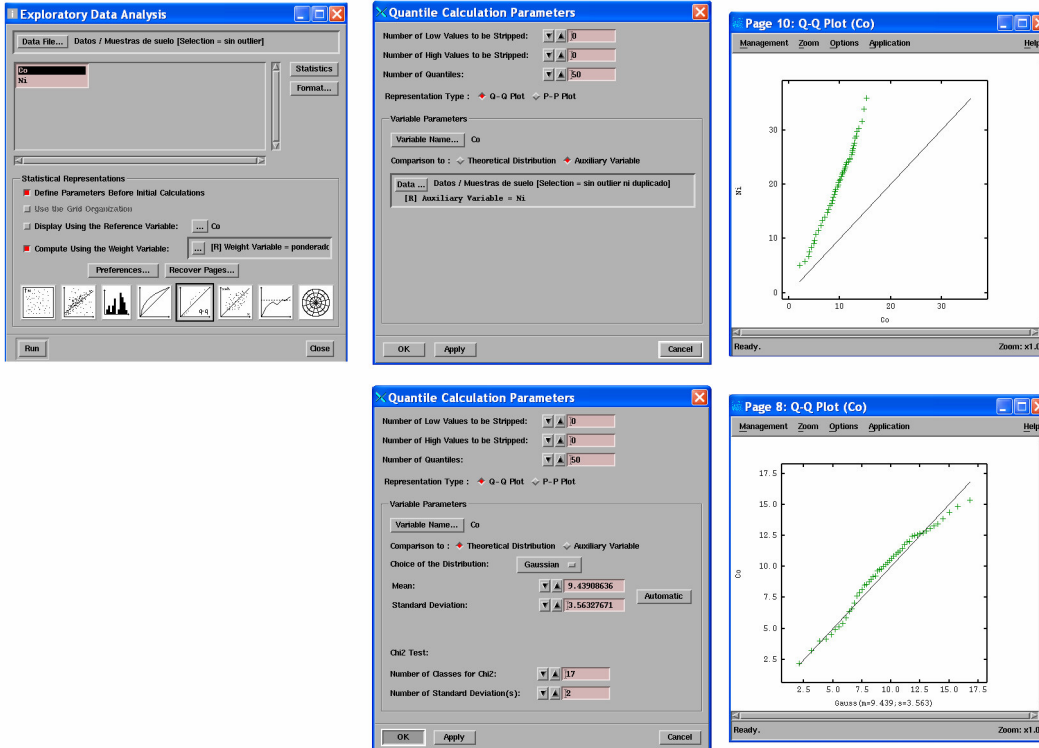 Exploratory Data Analysis
Data File... Datos / Muestras de suelo [Selection = sin outlier]
Co
Ni
Statistics
Format...
Statistical Representations
Define Parameters Before Initial Calculations
Use the Grid Organization
Display Using the Reference Variable: ... Co
Compute Using the Weight Variable: ... [R] Weight Variable = ponderado
Preferences... Recover Pages...
q-q
Run Close
Quantile Calculation Parameters
Number of Low Values to be Stripped: 0
Number of High Values to be Stripped: 0
Number of Quantiles: 50
Representation Type : Q-Q Plot P-P Plot
Variable Parameters
Variable Name... Co
Comparison to : Theoretical Distribution Auxiliary Variable
Data ... Datos / Muestras de suelo [Selection = sin outlier ni duplicado]
[R] Auxiliary Variable = Ni
OK Apply Cancel
Page 10: Q-Q Plot (Co)
Management Zoom Options Application Help
30
20
10
0
Ni
0 10 20 30
Co
Ready. Zoom: x1.0
Quantile Calculation Parameters
Number of Low Values to be Stripped: 0
Number of High Values to be Stripped: 0
Number of Quantiles: 50
Representation Type : Q-Q Plot P-P Plot
Variable Parameters
Variable Name... Co
Comparison to : Theoretical Distribution Auxiliary Variable
Choice of the Distribution: Gaussian
Mean: 9.43908636
Standard Deviation: 3.56327671
Automatic
Chi2 Test:
Number of Classes for Chi2: 17
Number of Standard Deviation(s): 2
OK Apply Cancel
Page 8: Q-Q Plot (Co)
Management Zoom Options Application Help
17.5
15.0
12.5
10.0
7.5
5.0
2.5
Co
2.5 5.0 7.5 10.0 12.5 15.0 17.5
Gauss(m=9.439;s=3.563)
Ready. Zoom: x1.0